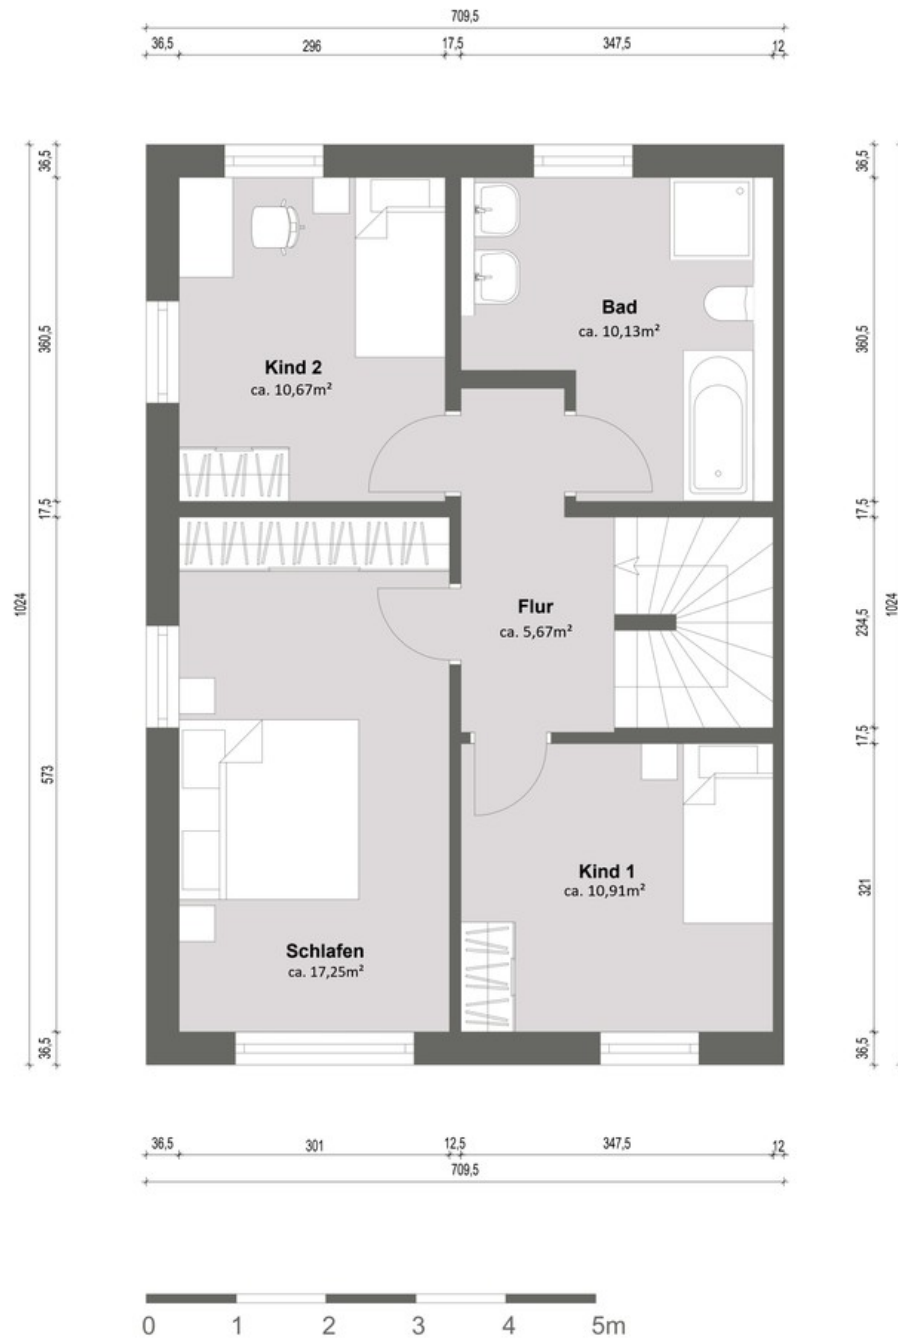 709,5
36,5 296 17,5 347,5 12
36,5
360,5
17,5
573
36,5
1024
36,5
360,5
17,5
234,5
17,5
321
36,5
1024
Kind 2
ca. 10,67m²
Bad
ca. 10,13m²
Flur
ca. 5,67m²
Kind 1
ca. 10,91m²
Schlafen
ca. 17,25m²
36,5 301 12,5 347,5 12
709,5
0 1 2 3 4 5m